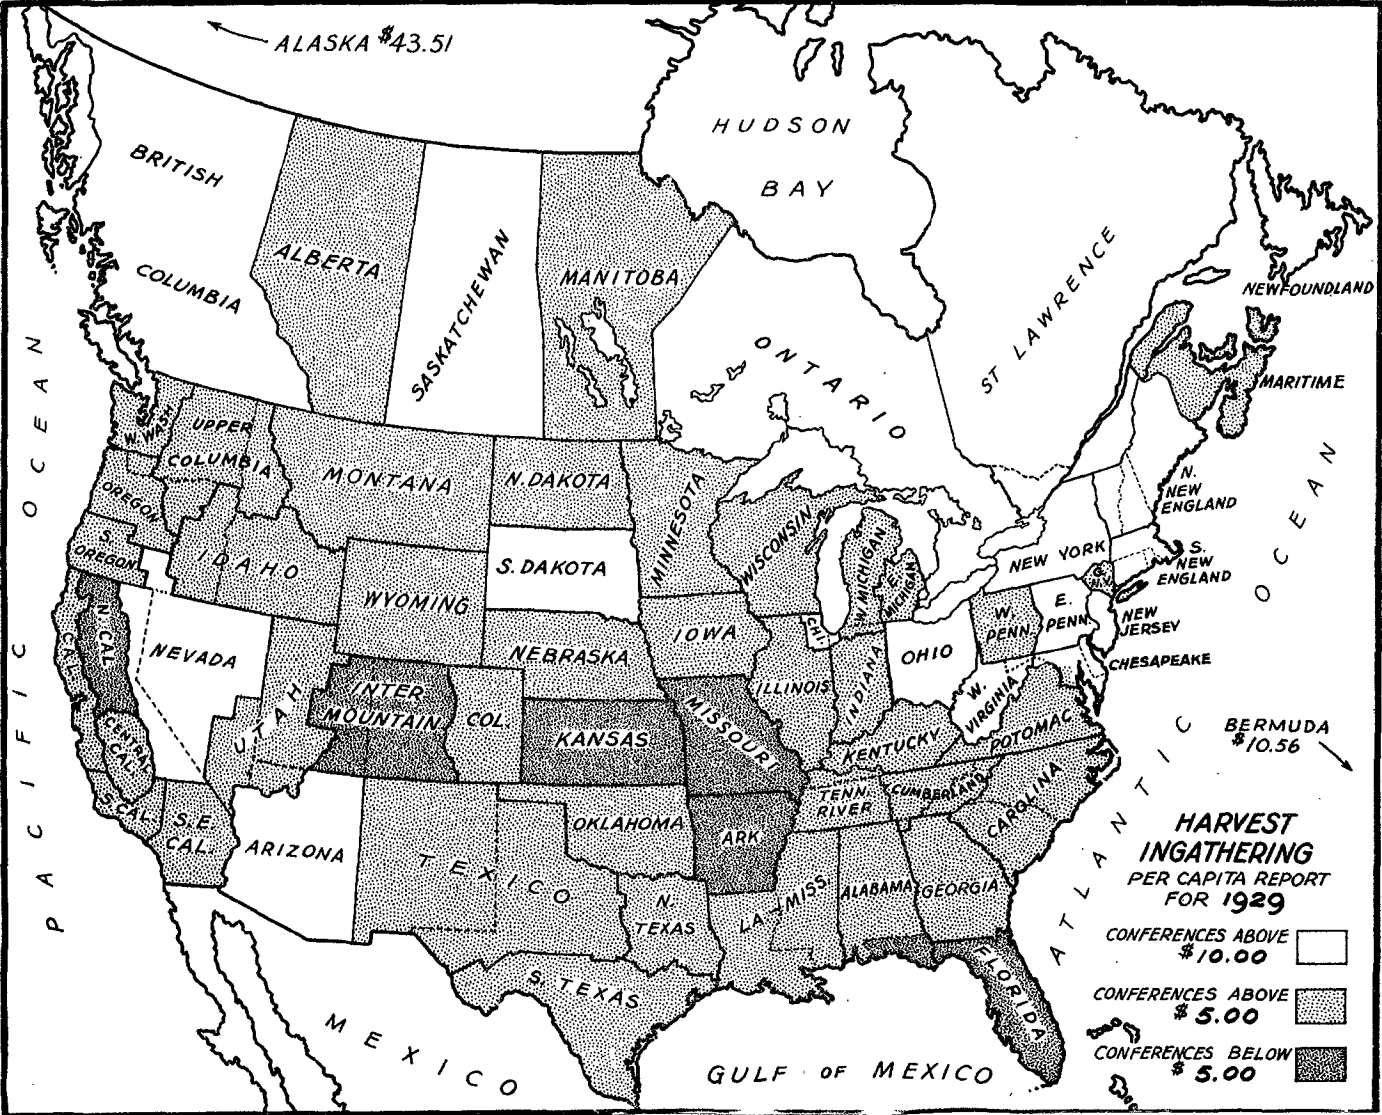 ALASKA $43.51
HUDSON
BAY
BRITISH
COLUMBIA
ALBERTA
SASKATCHEWAN
MANITOBA
ONTARIO
ST LAWRENCE
NEWFOUNDLAND
MARITIME
PACIFIC OCEAN
W. WASH
UPPER
COLUMBIA
MONTANA
N. DAKOTA
MINNESOTA
OREGON
S.
OREGON
IDAHO
WYOMING
S. DAKOTA
WISCONSIN
W. MICHIGAN
E.
MICHIGAN
NEW YORK
G.
N.Y.
N.
NEW
ENGLAND
S.
NEW
ENGLAND
N. CAL
CAL.
NEVADA
UTAH
INTER
MOUNTAIN
COL.
NEBRASKA
IOWA
CHI.
ILLINOIS
INDIANA
OHIO
W.
PENN.
E.
PENN.
NEW
JERSEY
CHESAPEAKE
W.
VIRGINIA
POTOMAC
CENTRAL
CAL.
S. CAL.
S.E.
CAL.
ARIZONA
KANSAS
MISSOURI
KENTUCKY
TENN.
RIVER
CUMBERLAND
CAROLINA
TEXICO
OKLAHOMA
ARK
N.
TEXAS
S. TEXAS
LA-MISS
ALABAMA
GEORGIA
FLORIDA
MEXICO
GULF OF MEXICO
ATLANTIC OCEAN
BERMUDA
$10.56
HARVEST
INGATHERING
PER CAPITA REPORT
FOR 1929
CONFERENCES ABOVE
$10.00
CONFERENCES ABOVE
$5.00
CONFERENCES BELOW
$5.00